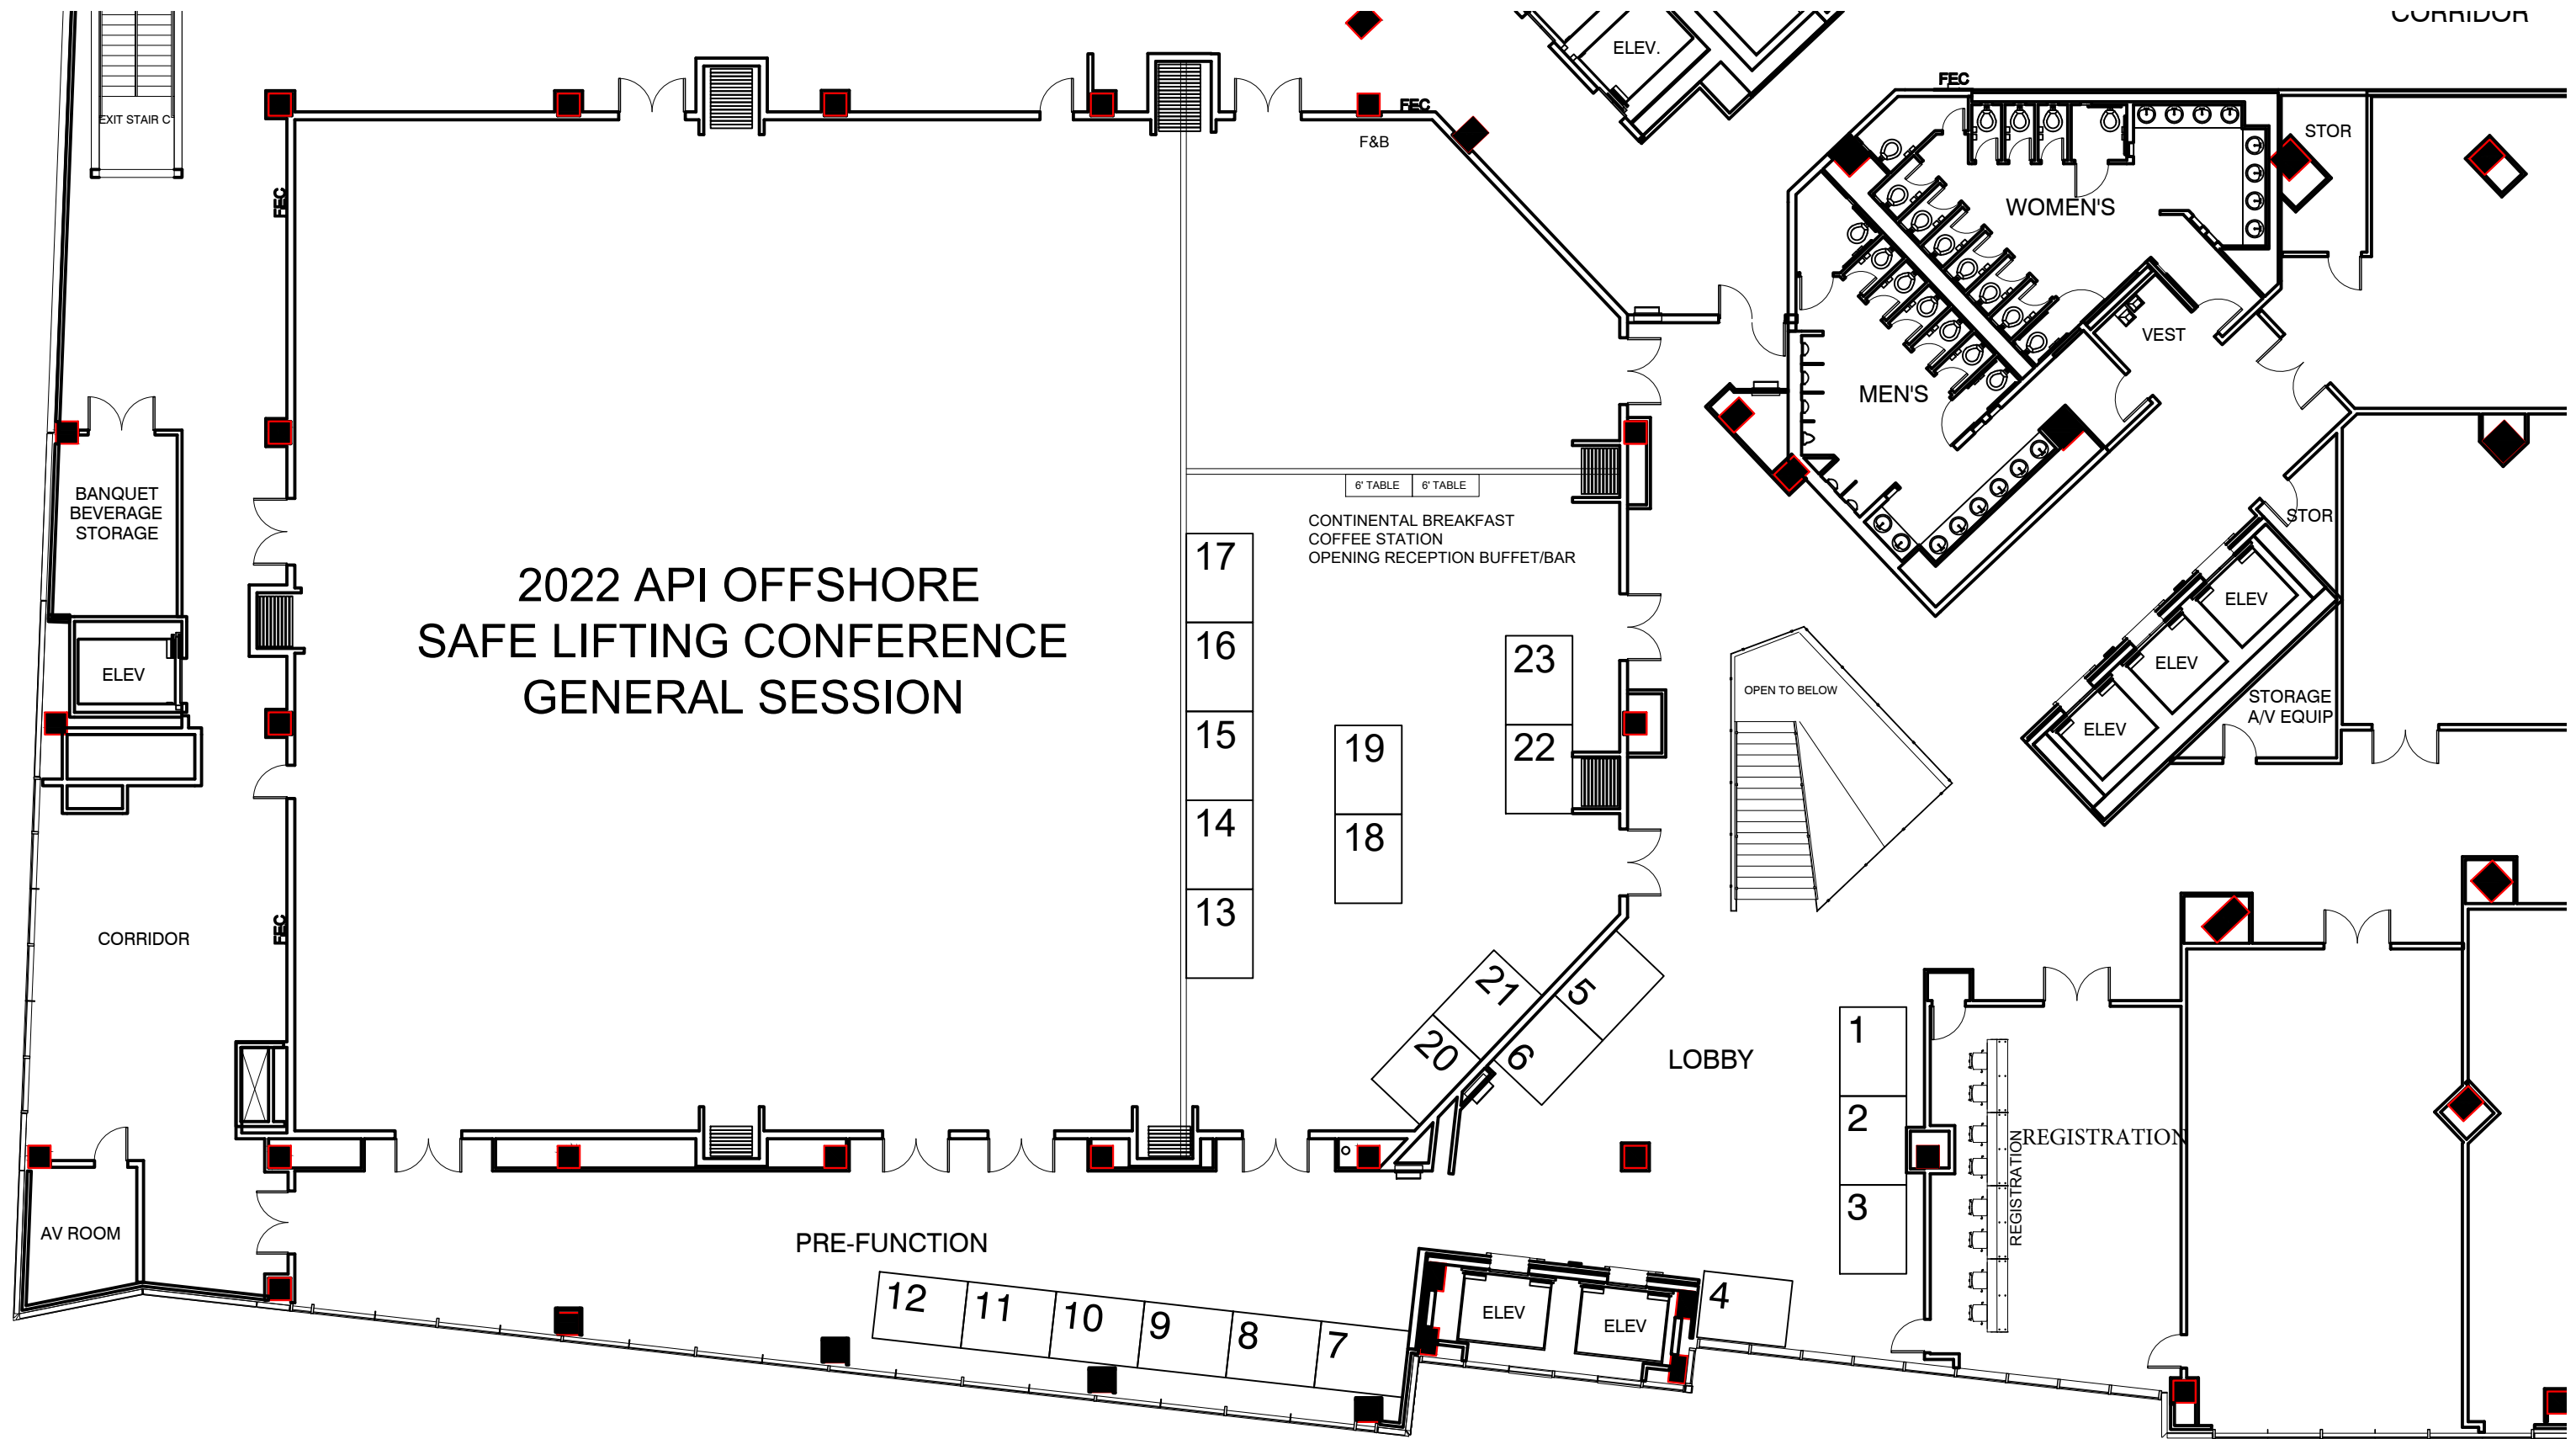 CORRIDOR
ELEV.
FEC
FEC
EXIT STAIR C
F&B
STOR
FEC
WOMEN'S
VEST
MEN'S
BANQUET
BEVERAGE
STORAGE
6' TABLE
6' TABLE
CONTINENTAL BREAKFAST
COFFEE STATION
OPENING RECEPTION BUFFET/BAR
STOR
2022 API OFFSHORE
SAFE LIFTING CONFERENCE
GENERAL SESSION
17
16
15
14
13
23
22
19
18
ELEV
OPEN TO BELOW
ELEV
ELEV
ELEV
STORAGE
A/V EQUIP
FEC
CORRIDOR
21
20
5
6
LOBBY
1
2
3
REGISTRATION
REGISTRATION
AV ROOM
PRE-FUNCTION
12
11
10
9
8
7
ELEV
ELEV
4